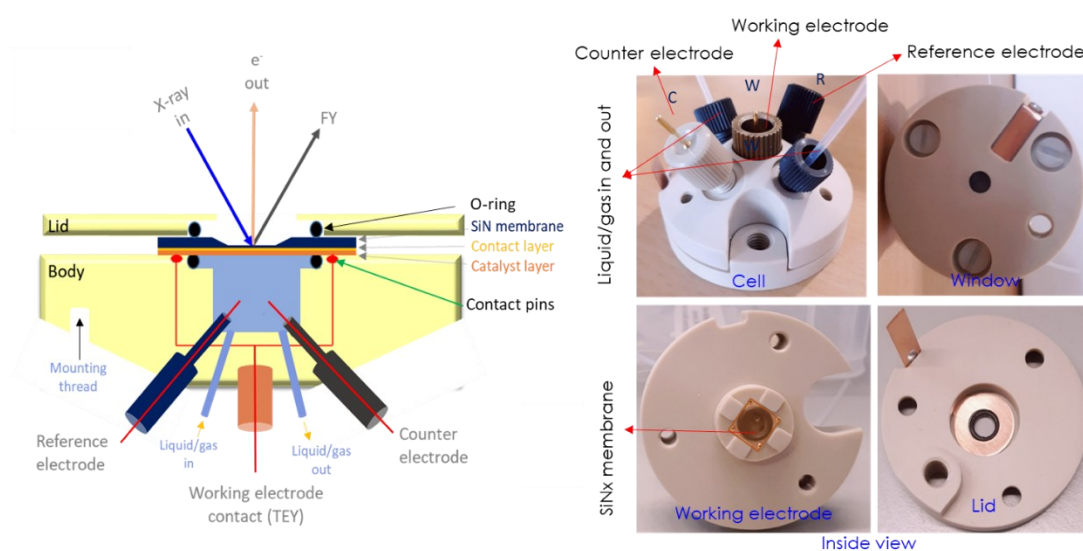 X-ray
in
e-
out
FY
Lid
O-ring
SiN membrane
Contact layer
Catalyst layer
Body
Contact pins
Mounting
thread
Reference
electrode
Liquid/gas
in
Working electrode
contact (TEY)
Liquid/gas
out
Counter
electrode
Working electrode
Counter electrode
Reference electrode
C
W
R
Liquid/gas in and out
Cell
Window
SiNx membrane
Working electrode
Lid
Inside view